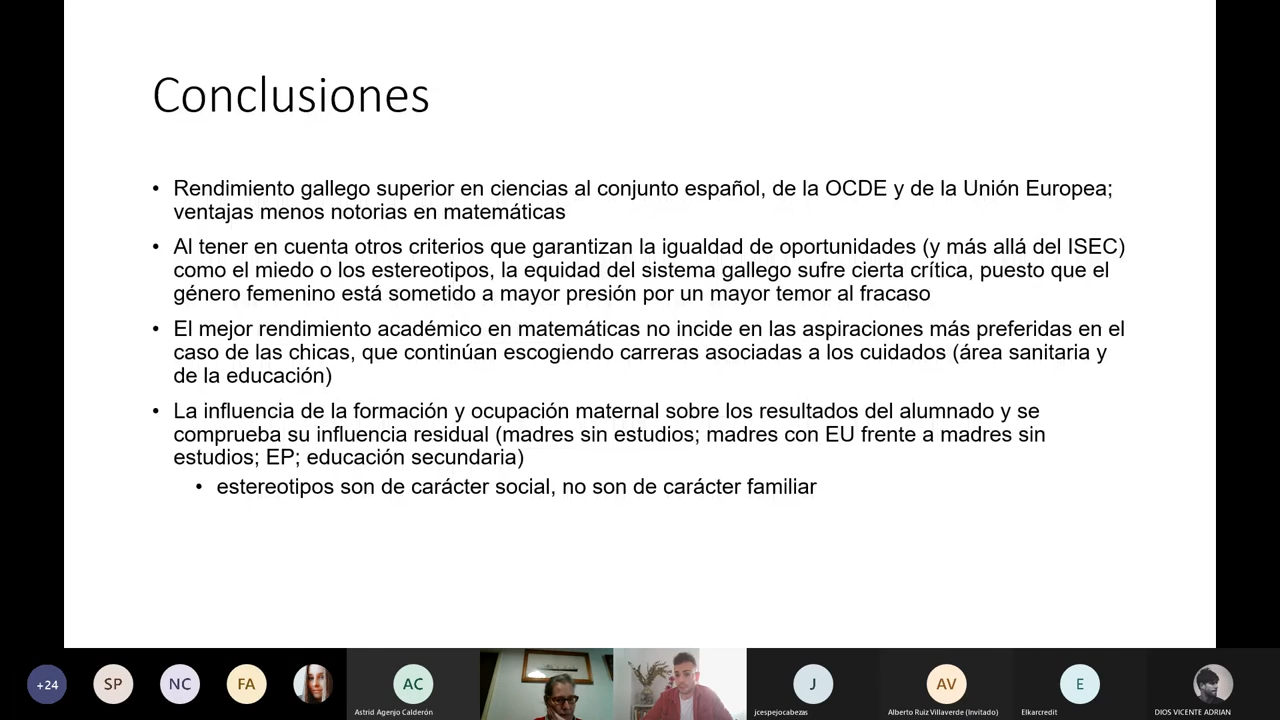 Conclusiones
• Rendimiento gallego superior en ciencias al conjunto español, de la OCDE y de la Unión Europea;
ventajas menos notorias en matemáticas
• Al tener en cuenta otros criterios que garantizan la igualdad de oportunidades (y más allá del ISEC)
como el miedo o los estereotipos, la equidad del sistema gallego sufre cierta crítica, puesto que el
género femenino está sometido a mayor presión por un mayor temor al fracaso
• El mejor rendimiento académico en matemáticas no incide en las aspiraciones más preferidas en el
caso de las chicas, que continúan escogiendo carreras asociadas a los cuidados (área sanitaria y
de la educación)
• La influencia de la formación y ocupación maternal sobre los resultados del alumnado y se
comprueba su influencia residual (madres sin estudios; madres con EU frente a madres sin
estudios; EP; educación secundaria)
• estereotipos son de carácter social, no son de carácter familiar
+24
SP
NC
FA
AC
Astrid Agenjo Calderón
J
jcespejocabezas
AV
Alberto Ruiz Villaverde (Invitado)
E
Elkarcredit
DIOS VICENTE ADRIAN